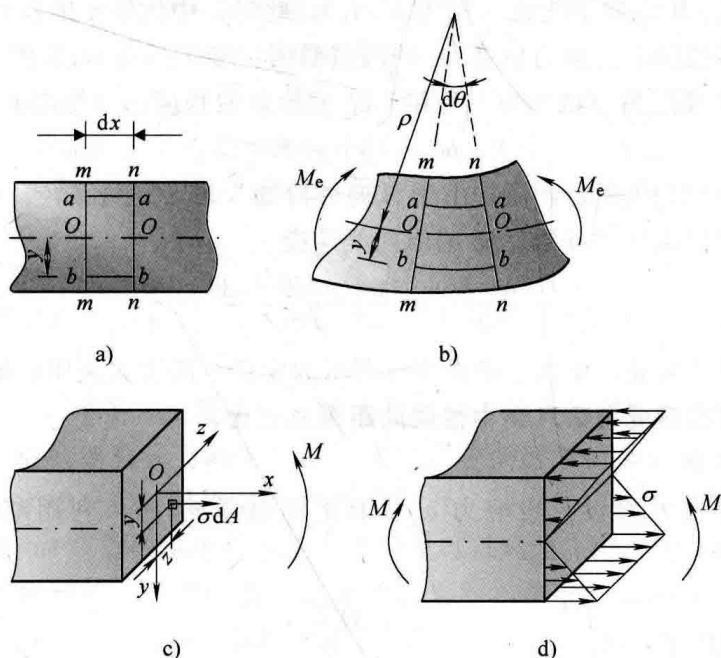 dx
m n
a a
O O
y
b b
m n
a)
dθ
ρ
m n
Mₑ Mₑ
a a
O O
y
b b
m n
b)
z
O x M
y σdA
z
y
c)
M σ M
d)